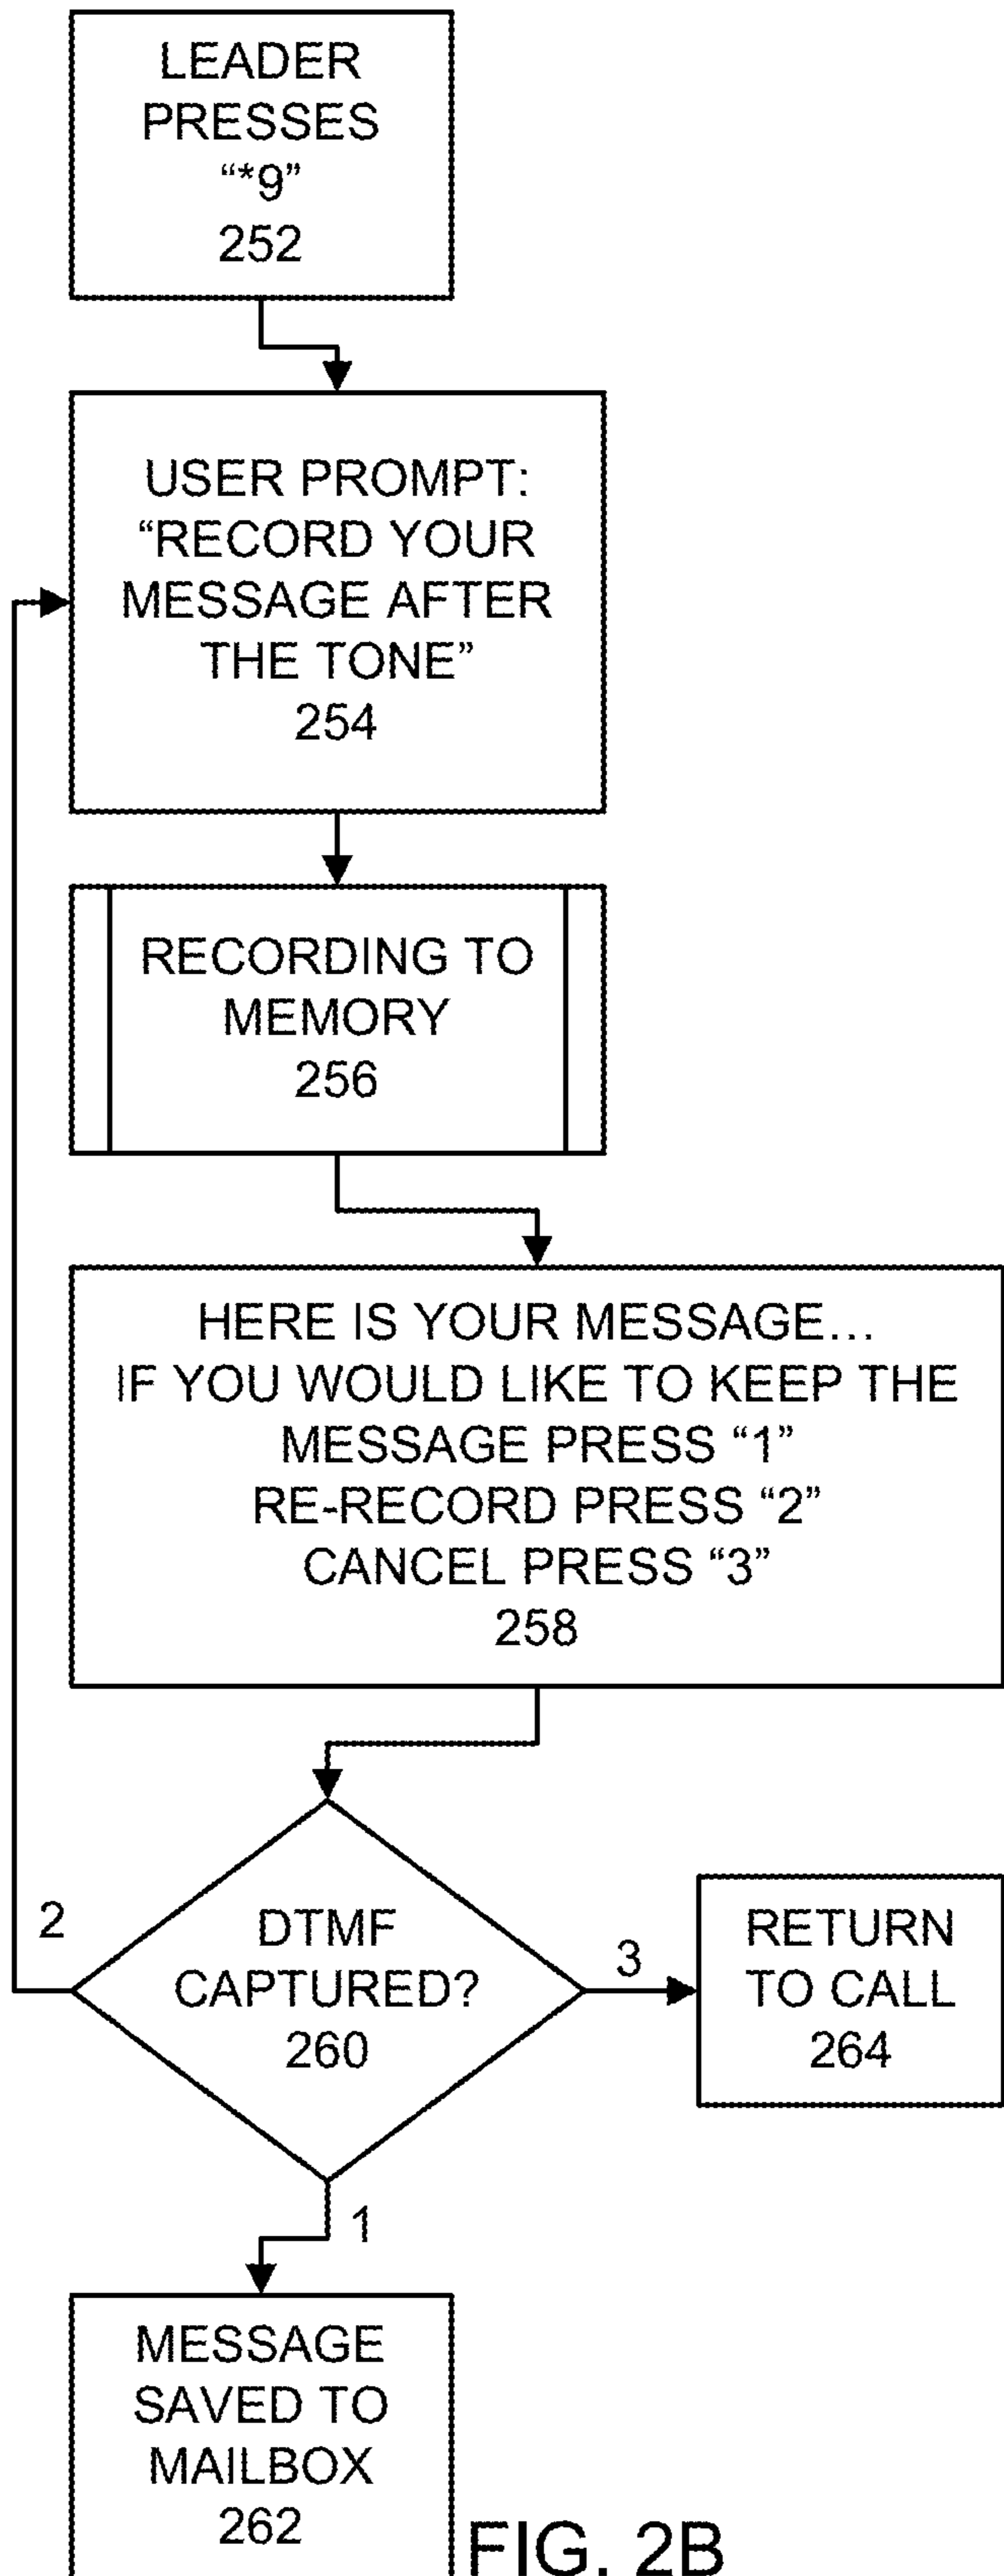 LEADER
PRESSES
“*9”
252
USER PROMPT:
“RECORD YOUR
MESSAGE AFTER
THE TONE”
254
RECORDING TO
MEMORY
256
HERE IS YOUR MESSAGE…
IF YOU WOULD LIKE TO KEEP THE
MESSAGE PRESS “1”
RE-RECORD PRESS “2”
CANCEL PRESS “3”
258
2
DTMF
CAPTURED?
260
3
RETURN
TO CALL
264
1
MESSAGE
SAVED TO
MAILBOX
262
FIG. 2B